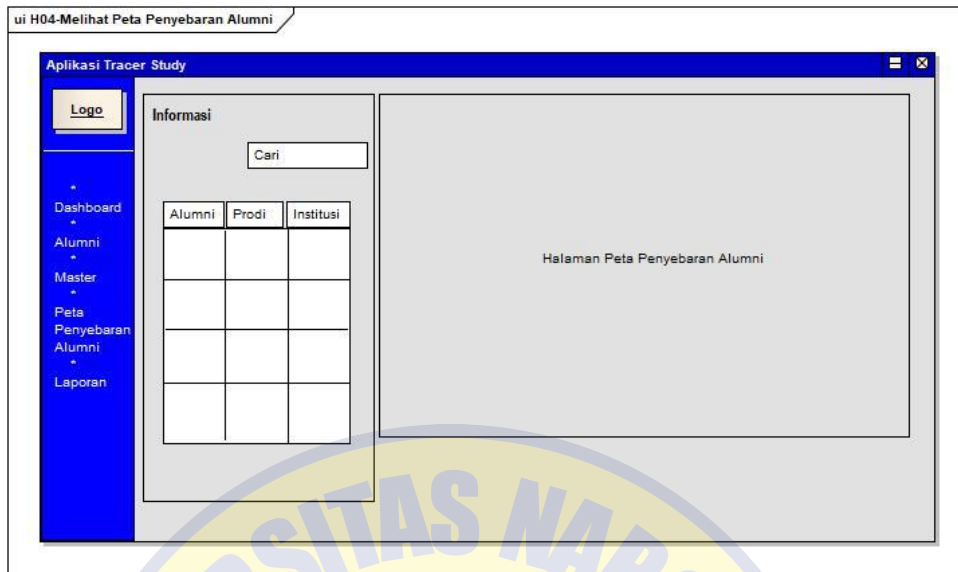 ui H04-Melihat Peta Penyebaran Alumni
Aplikasi Tracer Study
Logo
*
Dashboard
*
Alumni
*
Master
*
Peta
Penyebaran
Alumni
*
Laporan
Informasi
Cari
Alumni Prodi Institusi
Halaman Peta Penyebaran Alumni